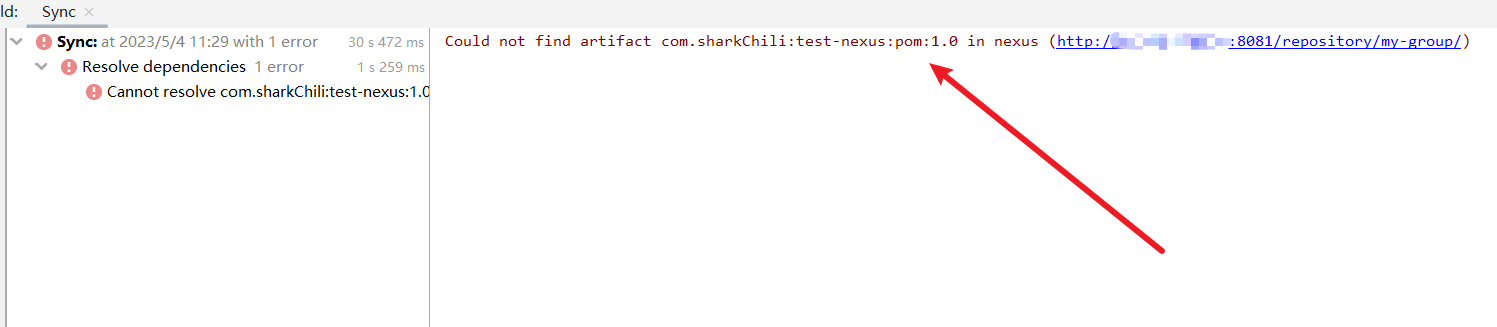 ld: Sync
Sync: at 2023/5/4 11:29 with 1 error 30 s 472 ms
Resolve dependencies 1 error 1 s 259 ms
Cannot resolve com.sharkChili:test-nexus:1.0
Could not find artifact com.sharkChili:test-nexus:pom:1.0 in nexus (http:/ :8081/repository/my-group/)